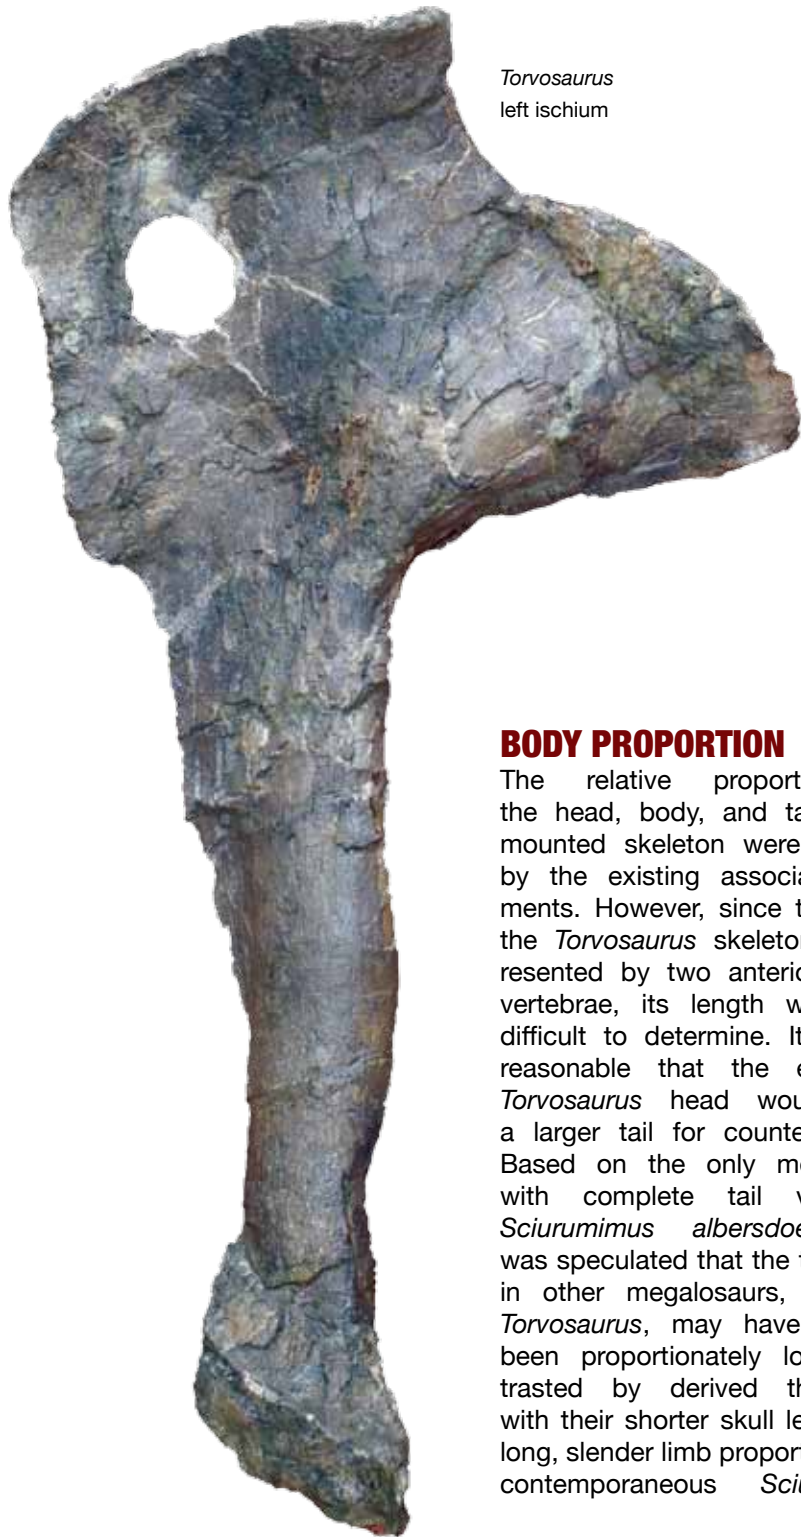 Torvosaurus
left ischium
BODY PROPORTION
The relative proport
the head, body, and ta
mounted skeleton were
by the existing associa
ments. However, since t
the Torvosaurus skeleton
resented by two anterio
vertebrae, its length w
difficult to determine. It
reasonable that the e
Torvosaurus head wou
a larger tail for counte
Based on the only me
with complete tail v
Sciurumimus albersdoe
was speculated that the t
in other megalosaurs,
Torvosaurus, may have
been proportionately lo
trasted by derived th
with their shorter skull le
long, slender limb propor
contemporaneous Sciu